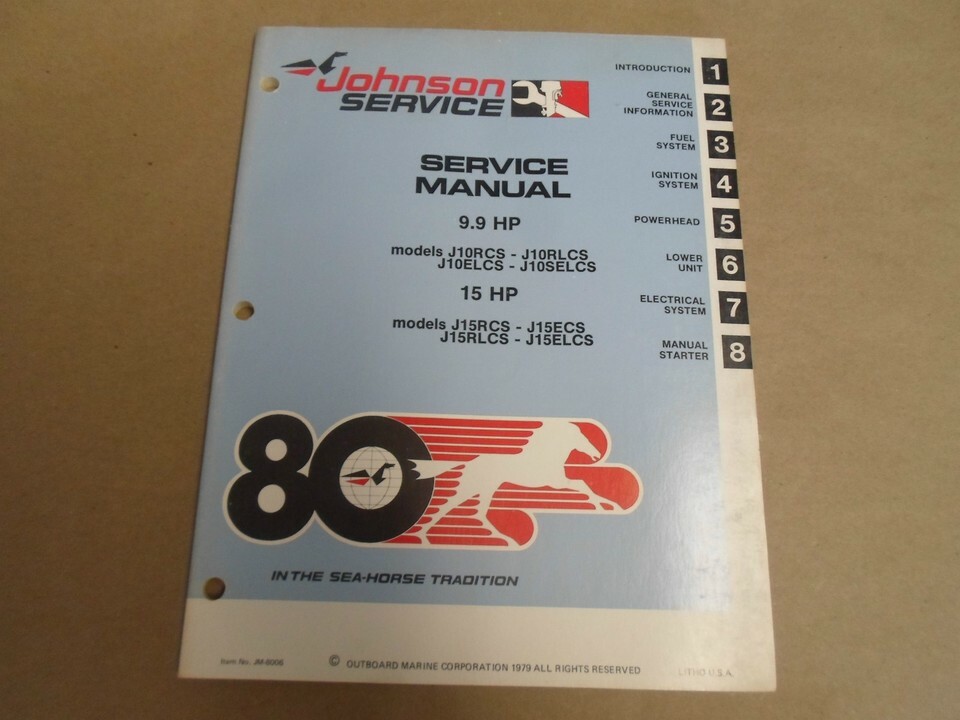 Johnson
SERVICE
SERVICE
MANUAL
9.9 HP
models J10RCS - J10RLCS
J10ELCS - J10SELCS
15 HP
models J15RCS - J15ECS
J15RLCS - J15ELCS
INTRODUCTION 1
GENERAL
SERVICE
INFORMATION 2
FUEL
SYSTEM 3
IGNITION
SYSTEM 4
POWERHEAD 5
LOWER
UNIT 6
ELECTRICAL
SYSTEM 7
MANUAL
STARTER 8
80
IN THE SEA-HORSE TRADITION
Item No. JM-8006
© OUTBOARD MARINE CORPORATION 1979 ALL RIGHTS RESERVED
LITHO U.S.A.